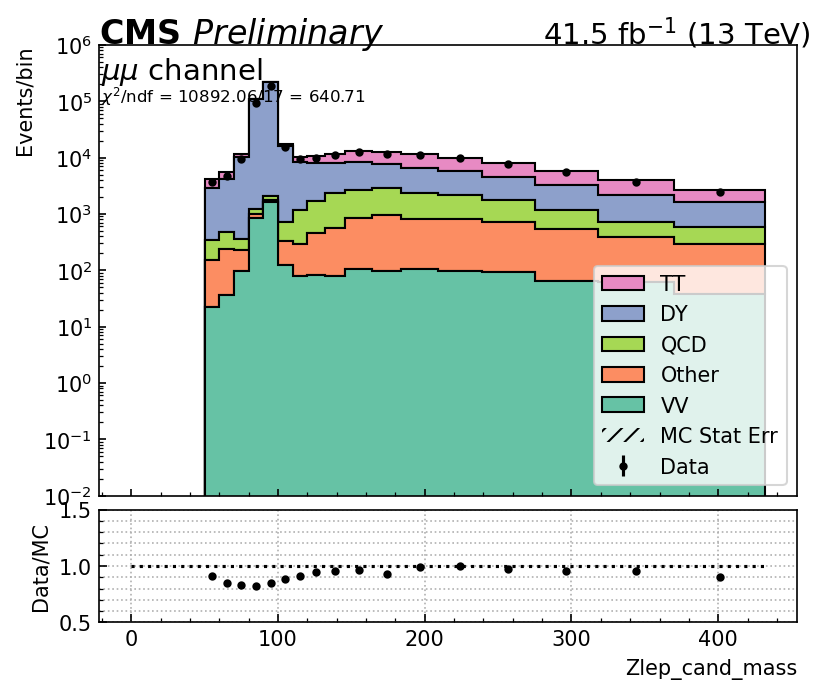 CMS Preliminary 41.5 fb⁻¹ (13 TeV)
μμ channel
χ²/ndf = 10892.06/17 = 640.71
Events/bin
10⁶
10⁵
10⁴
10³
10²
10¹
10⁰
10⁻¹
10⁻²
TT
DY
QCD
Other
VV
MC Stat Err
Data
Data/MC
1.5
1.0
0.5
0 100 200 300 400
Zlep_cand_mass